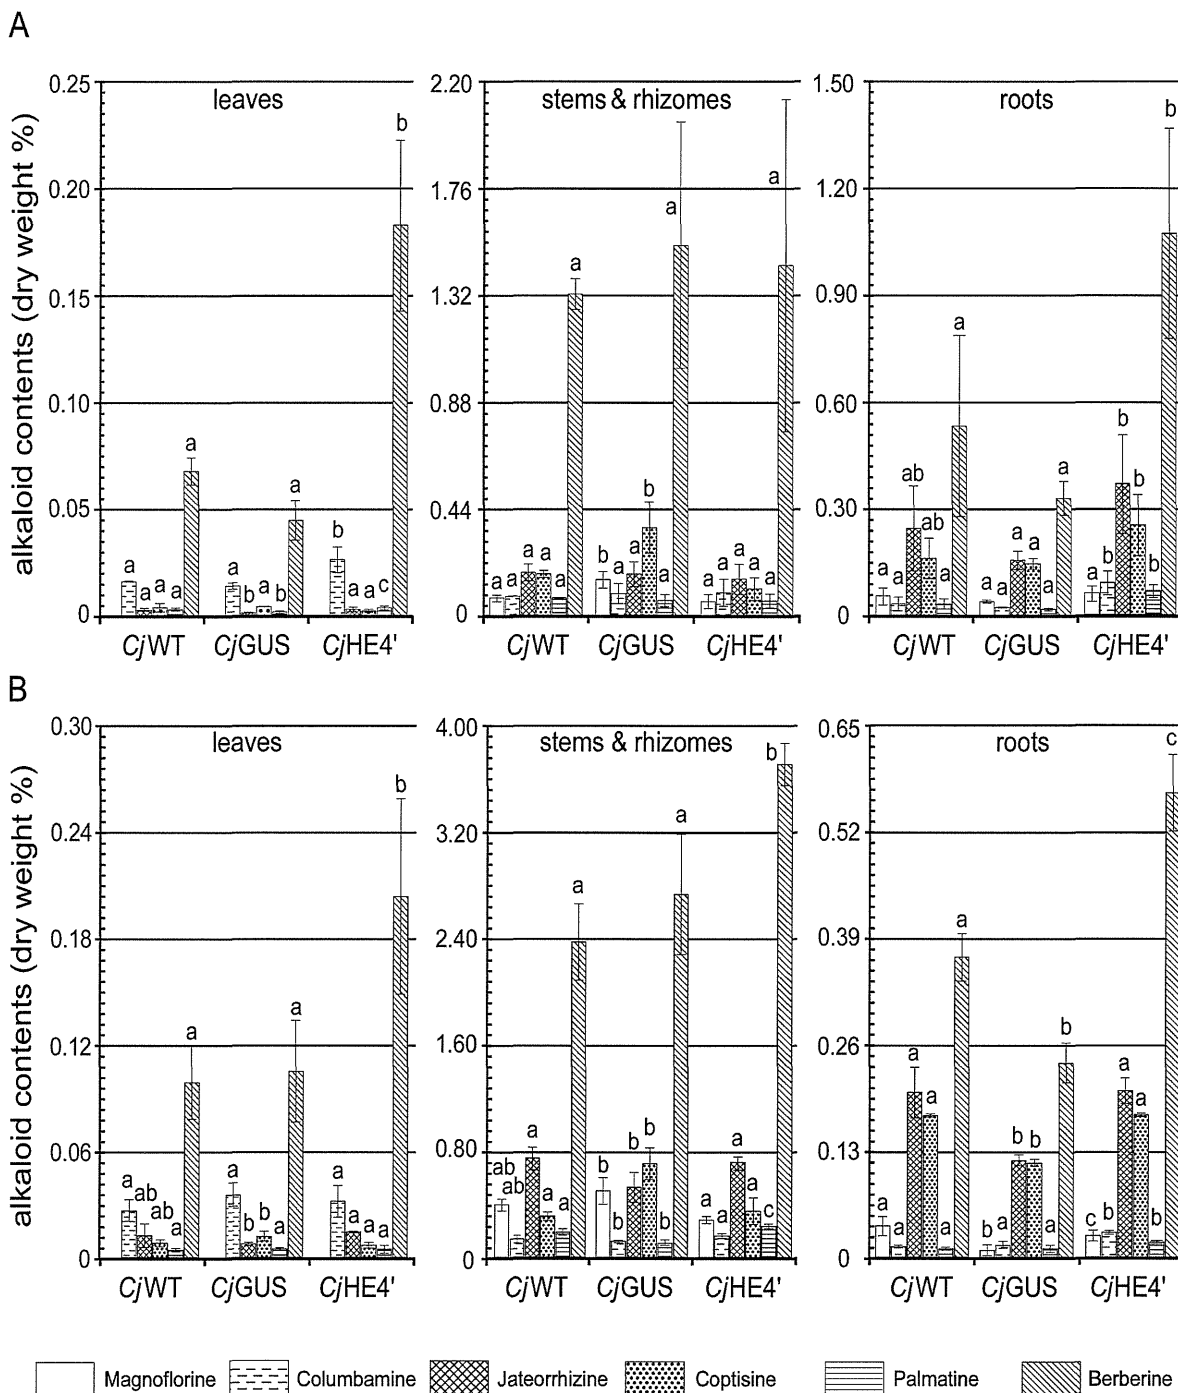 A
alkaloid contents (dry weight %)
leaves
0.25
0.20
0.15
0.10
0.05
0
a a a a a
a b a b a
b a a c b
CjWT CjGUS CjHE4'
stems & rhizomes
2.20
1.76
1.32
0.88
0.44
0
a a a a a a
b a a b a a
a a a a a a
CjWT CjGUS CjHE4'
roots
1.50
1.20
0.90
0.60
0.30
0
a a ab ab a a
a a a a a a
a b b b b b
CjWT CjGUS CjHE4'
B
alkaloid contents (dry weight %)
leaves
0.30
0.24
0.18
0.12
0.06
0
a ab ab a a
a b b a a
a a a a b
CjWT CjGUS CjHE4'
stems & rhizomes
4.00
3.20
2.40
1.60
0.80
0
ab ab a a a a
b b b b b a
a a a a c b
CjWT CjGUS CjHE4'
roots
0.65
0.52
0.39
0.26
0.13
0
a a a a a a
b a b b a b
c b a a b c
CjWT CjGUS CjHE4'
Magnoflorine Columbamine Jateorrhizine Coptisine Palmatine Berberine